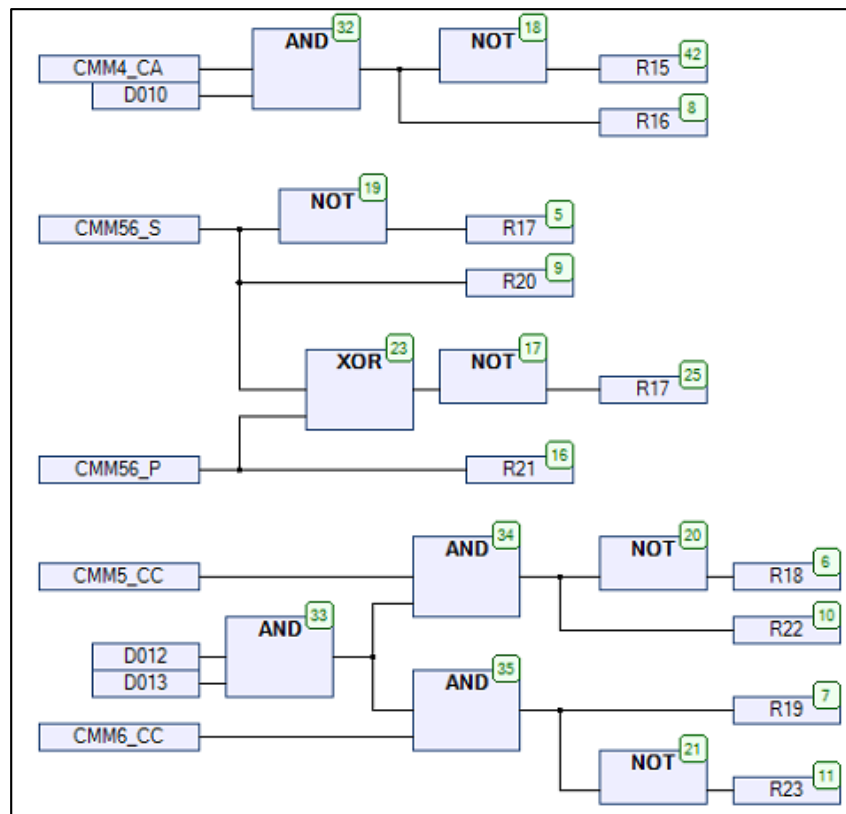 32
18
AND
NOT
42
CMM4_CA
R15
D010
8
R16
19
NOT
5
CMM56_S
R17
9
R20
23
17
XOR
NOT
25
R17
16
CMM56_P
R21
34
20
AND
NOT
6
CMM5_CC
R18
33
10
AND
R22
D012
35
D013
AND
7
R19
CMM6_CC
21
NOT
11
R23